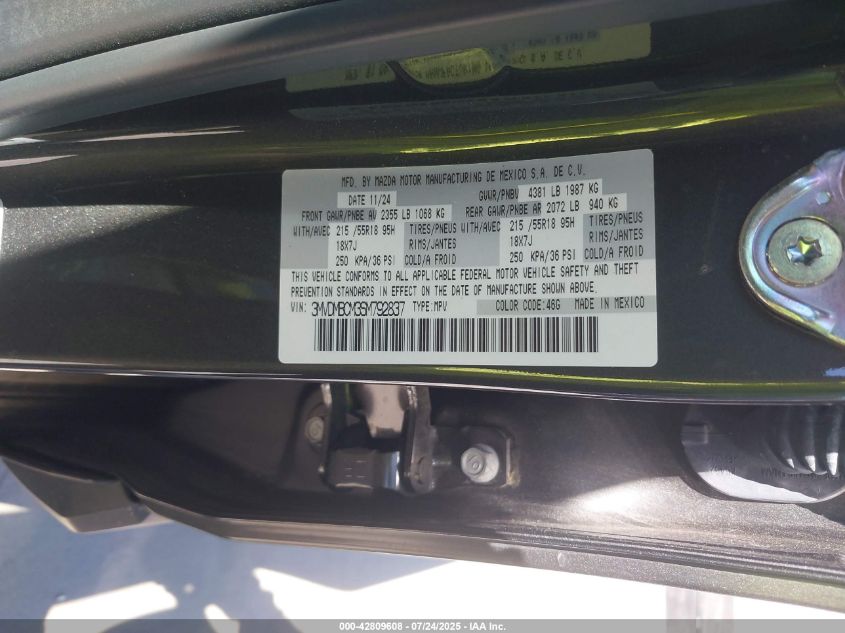 MFD. BY MAZDA MOTOR MANUFACTURING DE MEXICO S.A. DE C.V.
DATE 11/24 GVWR/PNBV 4381 LB 1987 KG
FRONT GAWR/PNBE AV 2355 LB 1068 KG REAR GAWR/PNBE AR 2072 LB 940 KG
WITH/AVEC 215 /55R18 95H TIRES/PNEUS WITH/AVEC 215 /55R18 95H TIRES/PNEUS
18X7J RIMS/JANTES 18X7J RIMS/JANTES
250 KPA/36 PSI COLD/A FROID 250 KPA/36 PSI COLD/A FROID
THIS VEHICLE CONFORMS TO ALL APPLICABLE FEDERAL MOTOR VEHICLE SAFETY AND THEFT
PREVENTION STANDARDS IN EFFECT ON THE DATE OF MANUFACTURE SHOWN ABOVE.
VIN: 3MVDMBCM3SM792837 TYPE:MPV COLOR CODE:46G MADE IN MEXICO
000-42809608 - 07/24/2025 - IAA Inc.